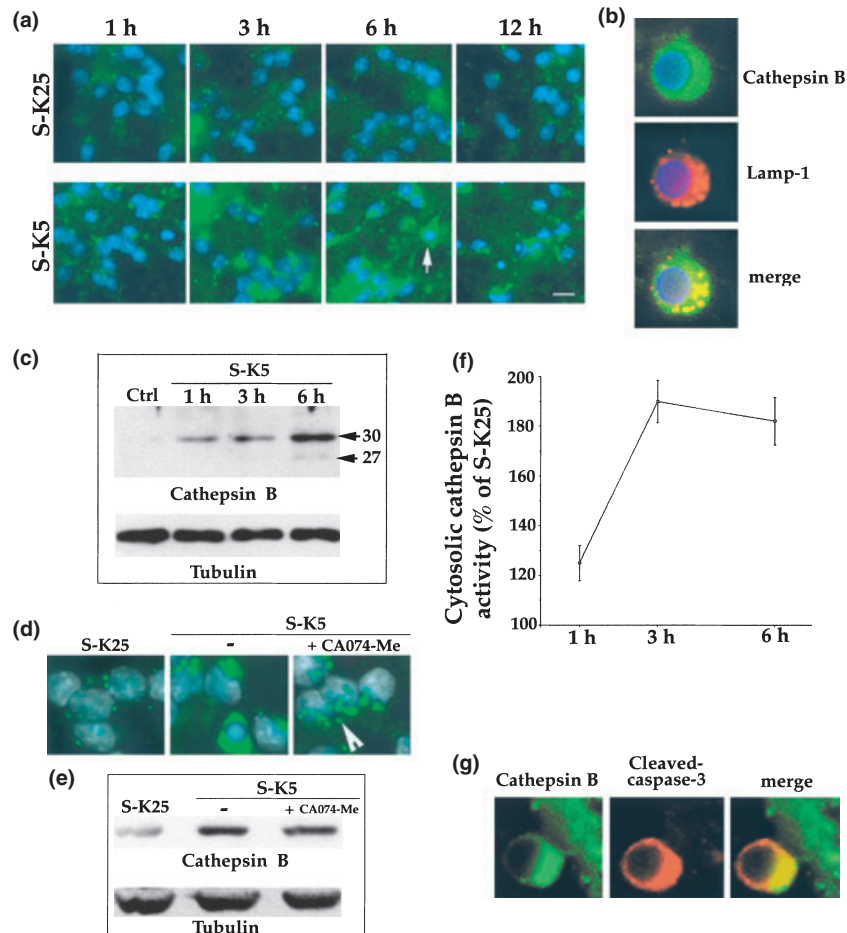 (a)
1 h 3 h 6 h 12 h
S-K25
S-K5
(b)
Cathepsin B
Lamp-1
merge
(c)
S-K5
Ctrl 1 h 3 h 6 h
30
27
Cathepsin B
Tubulin
(d)
S-K25
S-K5
- + CA074-Me
(e)
S-K25
S-K5
- + CA074-Me
Cathepsin B
Tubulin
(f)
Cytosolic cathepsin B
activity (% of S-K25)
200
180
160
140
120
100
1 h 3 h 6 h
(g)
Cathepsin B
Cleaved-
caspase-3
merge